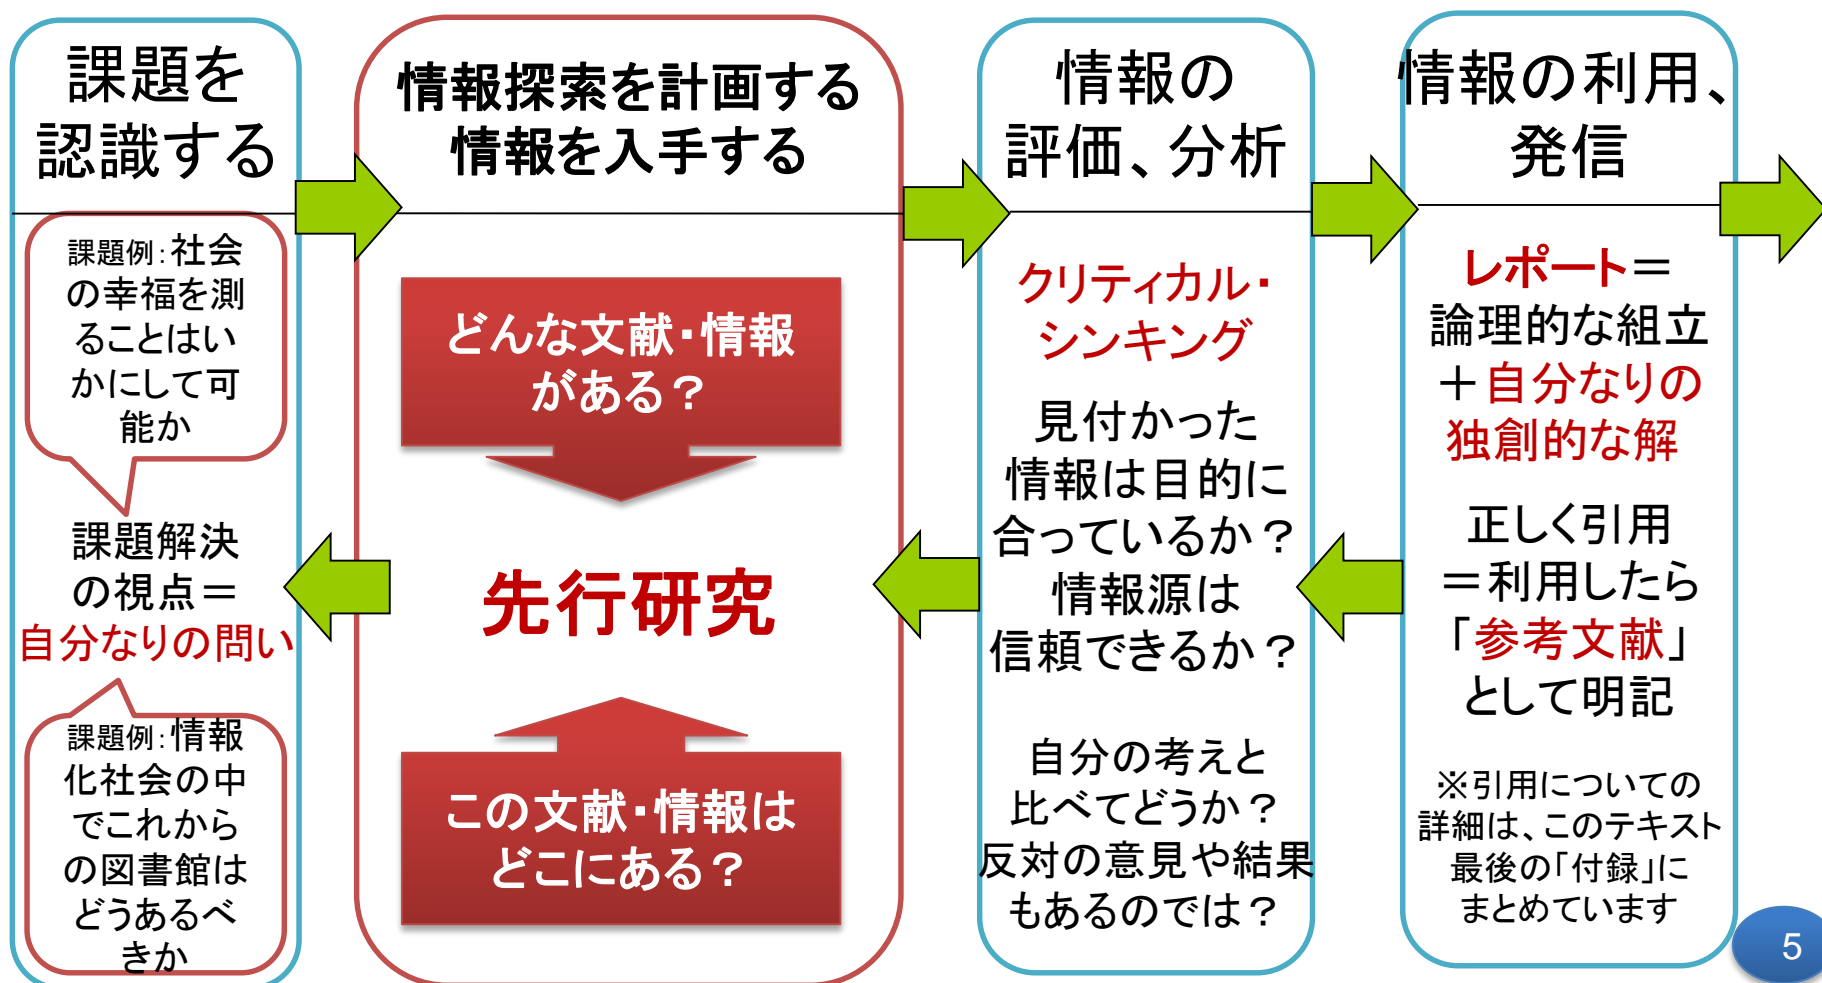 課題を
認識する
課題例：社会
の幸福を測
ることはい
かにして可
能か
課題解決
の視点＝
自分なりの問い
課題例：情報
化社会の中
でこれから
の図書館は
どうあるべ
きか
情報探索を計画する
情報を入手する
どんな文献・情報
がある？
先行研究
この文献・情報は
どこにある？
情報の
評価、分析
クリティカル・
シンキング
見付かった
情報は目的に
合っているか？
情報源は
信頼できるか？
自分の考えと
比べてどうか？
反対の意見や結果
もあるのでは？
情報の利用、
発信
レポート＝
論理的な組立
＋自分なりの
独創的な解
正しく引用
＝利用したら
「参考文献」
として明記
※引用についての
詳細は、このテキスト
最後の「付録」に
まとめています
5